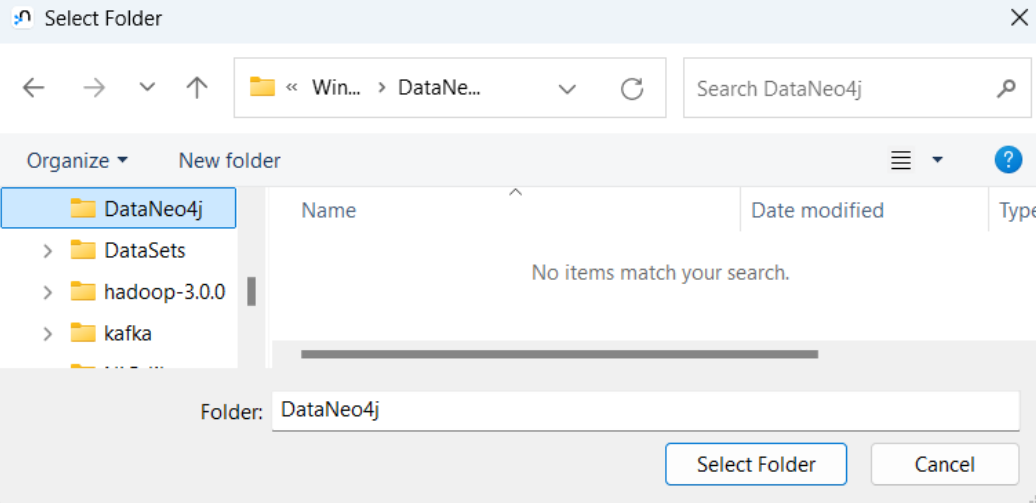 Select Folder
« Win... > DataNe...
Search DataNeo4j
Organize
New folder
?
DataNeo4j
DataSets
hadoop-3.0.0
kafka
Name
Date modified
Type
No items match your search.
Folder: DataNeo4j
Select Folder
Cancel